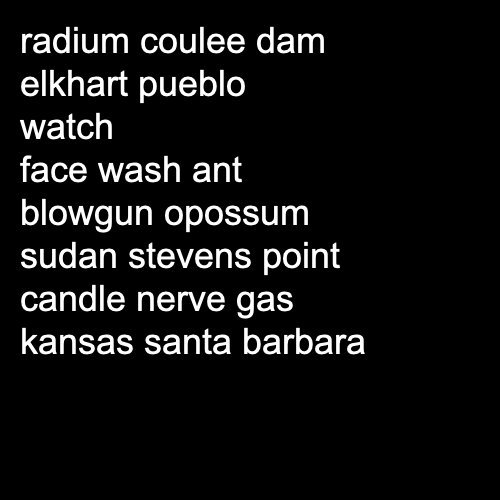 radium coulee dam
elkhart pueblo
watch
face wash ant
blowgun opossum
sudan stevens point
candle nerve gas
kansas santa barbara